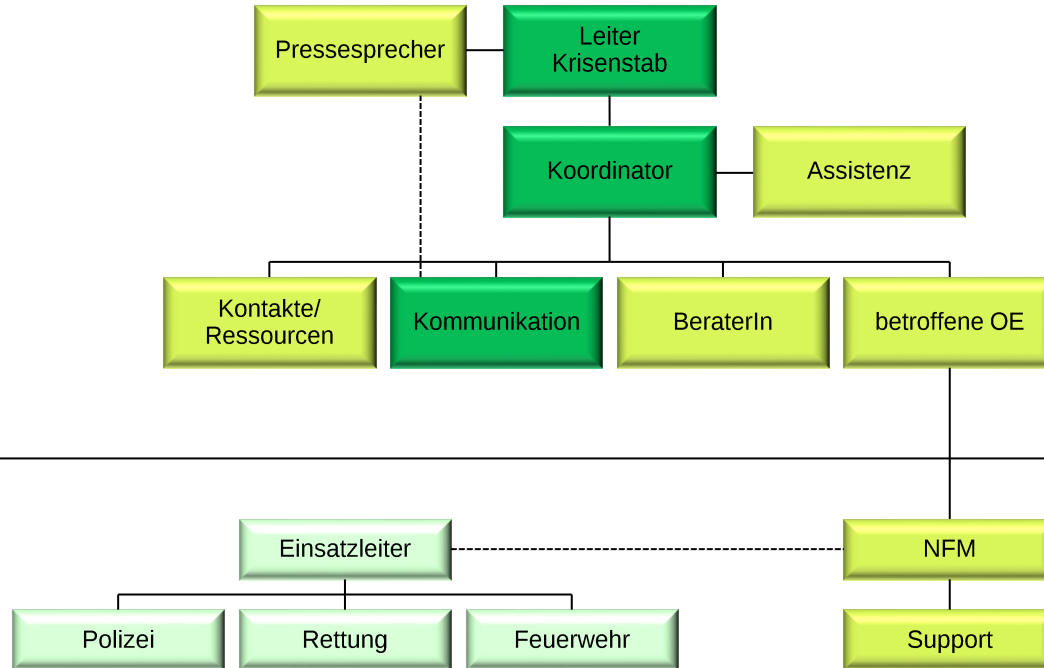 Pressesprecher
Leiter
Krisenstab
Koordinator
Assistenz
Kontakte/
Ressourcen
Kommunikation
BeraterIn
betroffene OE
Einsatzleiter
NFM
Polizei
Rettung
Feuerwehr
Support